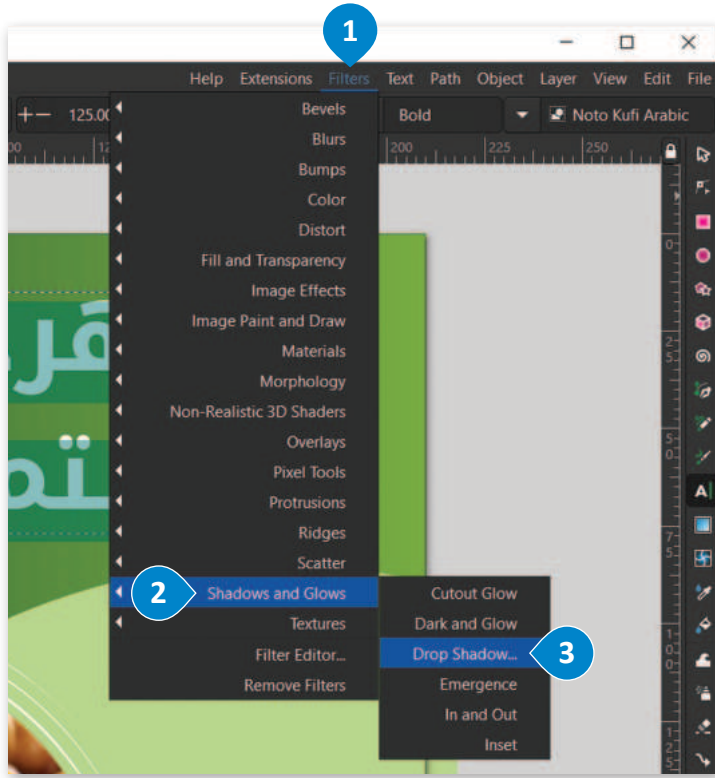 1
Help Extensions Filters Text Path Object Layer View Edit File
125.00 Bold Noto Kufi Arabic
200 225 250
Bevels
Blurs
Bumps
Color
Distort
Fill and Transparency
Image Effects
Image Paint and Draw
Materials
Morphology
Non-Realistic 3D Shaders
Overlays
Pixel Tools
Protrusions
Ridges
Scatter
2 Shadows and Glows
Textures
Filter Editor...
Remove Filters
Cutout Glow
Dark and Glow
Drop Shadow... 3
Emergence
In and Out
Inset